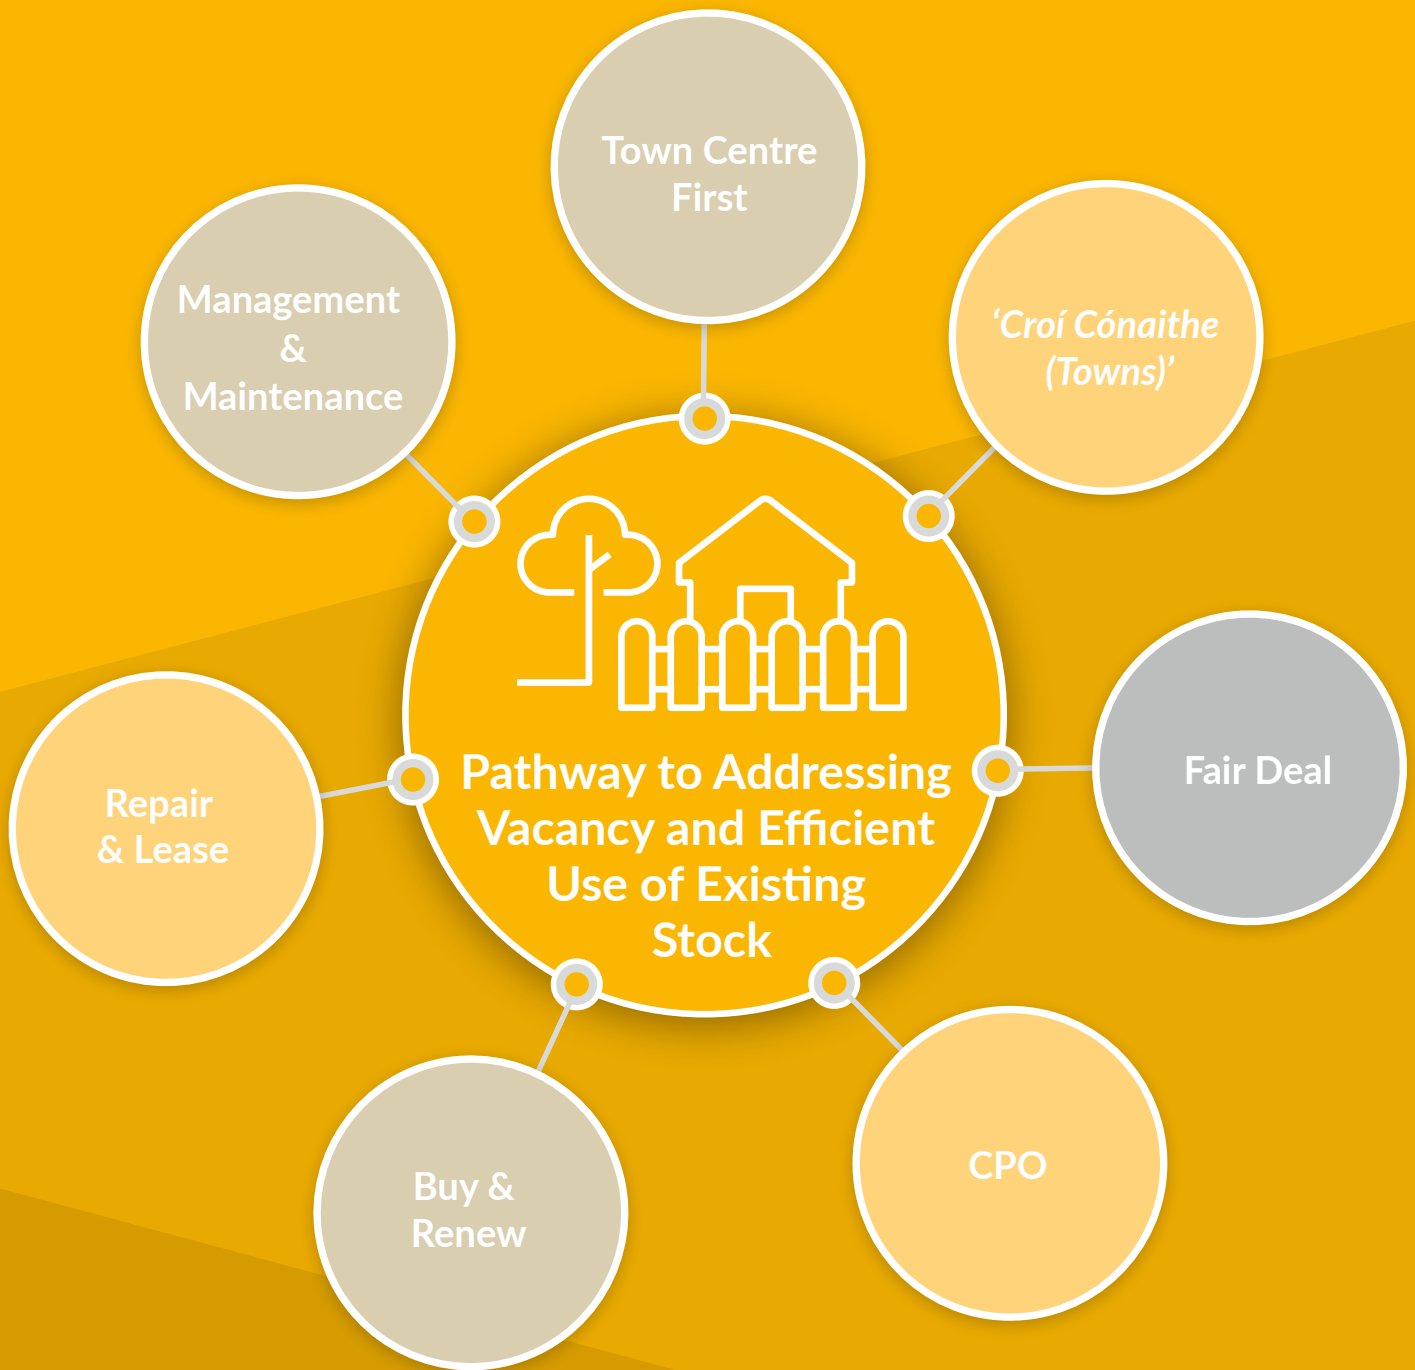 Town Centre
First
‘Croí Cónaithe
(Towns)’
Management
&
Maintenance
Fair Deal
Repair
& Lease
Pathway to Addressing
Vacancy and Efficient
Use of Existing
Stock
CPO
Buy &
Renew